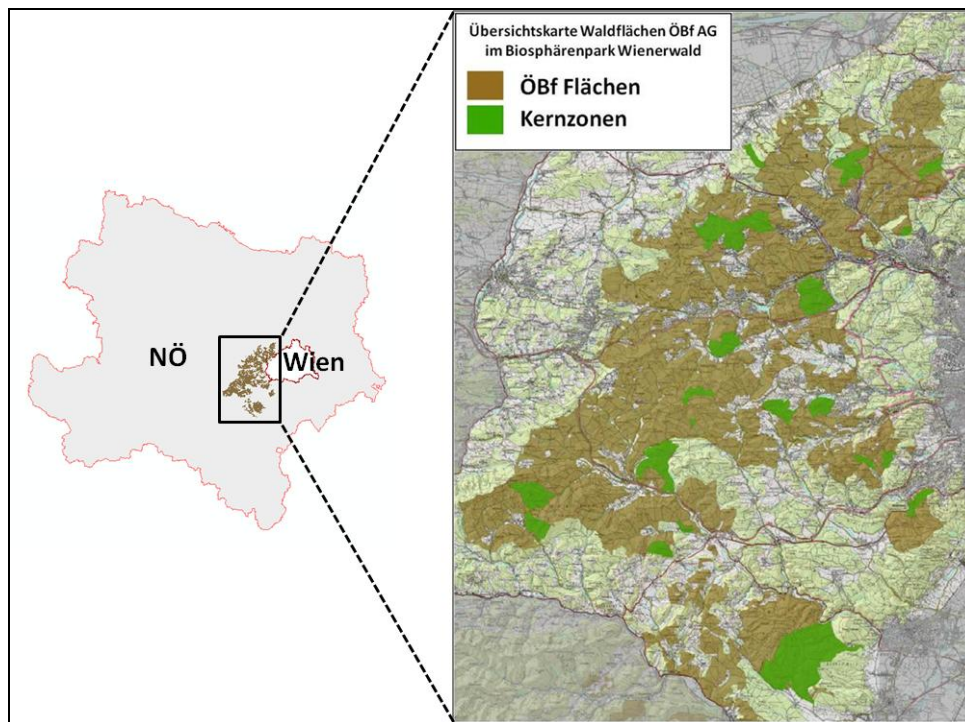 Übersichtskarte Waldflächen ÖBf AG
im Biosphärenpark Wienerwald
ÖBf Flächen
Kernzonen
NÖ
Wien